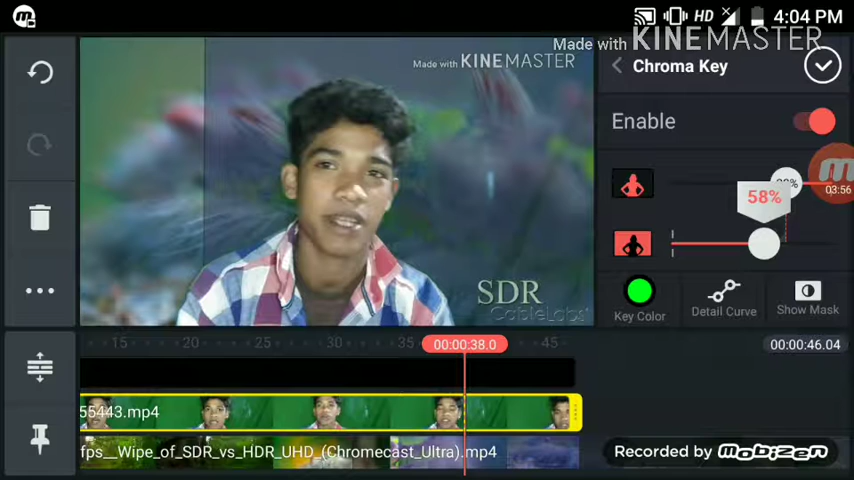 HD 4:04 PM
Made with KINEMASTER
Made with KINEMASTER
Chroma Key
Enable
58%
03:56
SDR
CableLabs
Key Color
Detail Curve
Show Mask
15 20 25 30 35 00:00:38.0 45 00:00:46.04
55443.mp4
fps__Wipe_of_SDR_vs_HDR_UHD_(Chromecast_Ultra).mp4
Recorded by mobizen